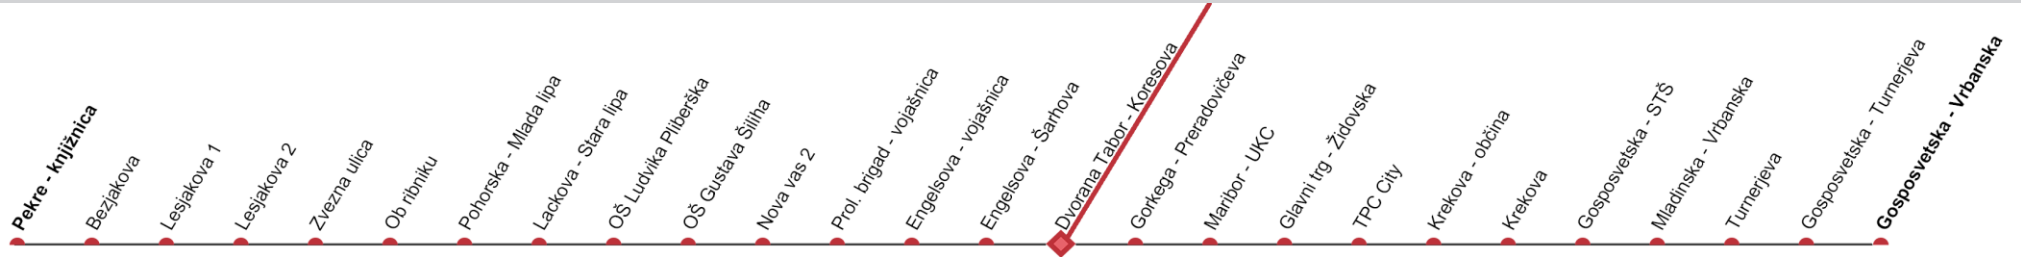 Pekre - knjižnica
Bezjakova
Lesjakova 1
Lesjakova 2
Zvezna ulica
Ob ribniku
Pohorska - Mlada lipa
Lackova - Stara lipa
OŠ Ludvika Pliberška
OŠ Gustava Šiliha
Nova vas 2
Prol. brigad - vojašnica
Engelsova - vojašnica
Engelsova - Šarhova
Dvorana Tabor - Koresova
Gorkega - Preradovičeva
Maribor - UKC
Glavni trg - Židovska
TPC City
Krekova - občina
Krekova
Gosposvetska - STŠ
Mladinska - Vrbanska
Turnerjeva
Gosposvetska - Turnerjeva
Gosposvetska - Vrbanska